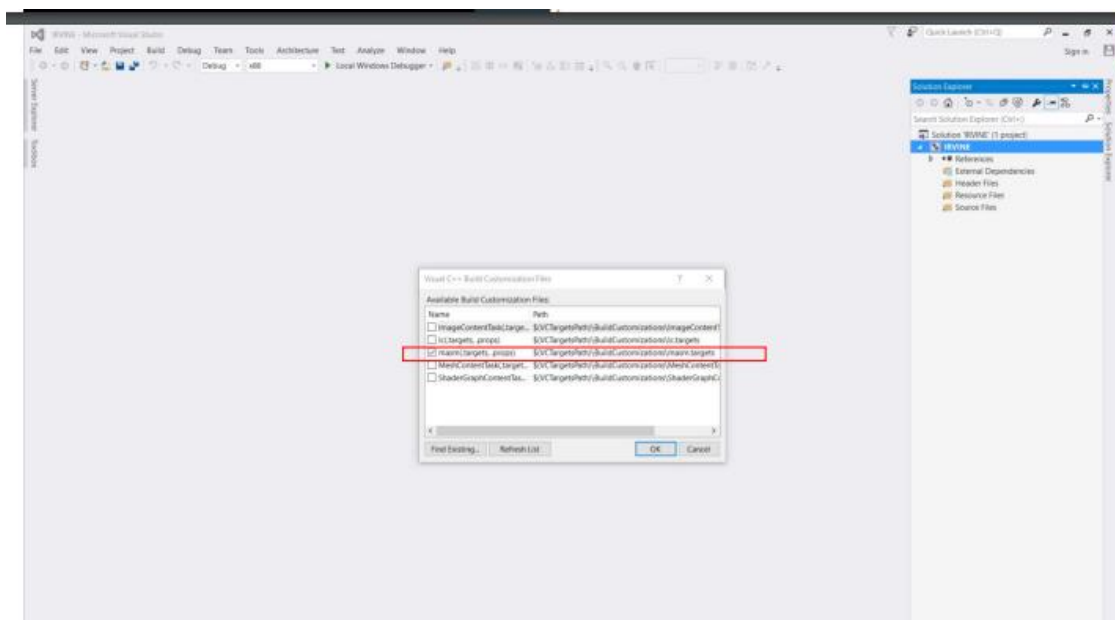 IRVINE - Microsoft Visual Studio
Quick Launch (Ctrl+Q)
File Edit View Project Build Debug Team Tools Architecture Test Analyze Window Help
Sign in
Debug x86 Local Windows Debugger
Server Explorer
Toolbox
Solution Explorer
Search Solution Explorer (Ctrl+;)
Solution 'IRVINE' (1 project)
IRVINE
References
External Dependencies
Header Files
Resource Files
Source Files
Properties
Solution Explorer
Visual C++ Build Customization Files
Available Build Customization Files:
Name Path
ImageContentTask(.targe... $(VCTargetsPath)\BuildCustomizations\ImageContentT
lc(.targets, .props) $(VCTargetsPath)\BuildCustomizations\lc.targets
masm(.targets, .props) $(VCTargetsPath)\BuildCustomizations\masm.targets
MeshContentTask(.target... $(VCTargetsPath)\BuildCustomizations\MeshContentT
ShaderGraphContentTas... $(VCTargetsPath)\BuildCustomizations\ShaderGraphC
Find Existing... Refresh List OK Cancel